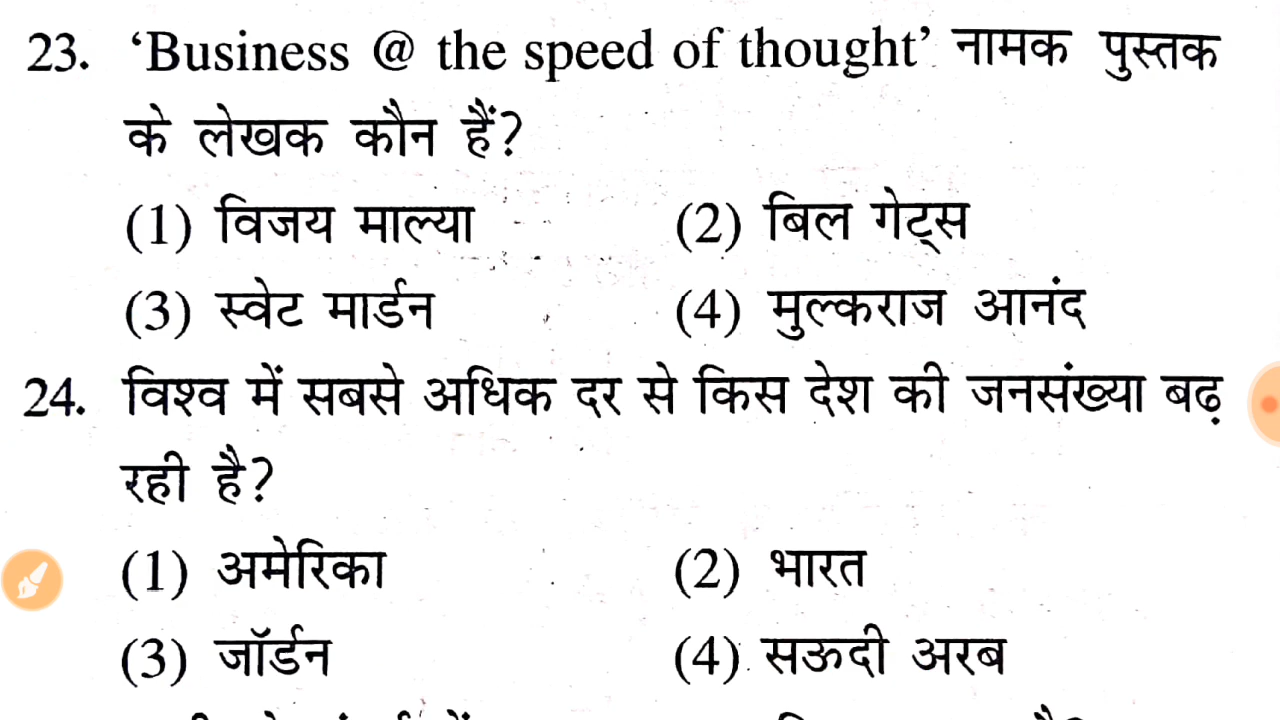 23. ‘Business @ the speed of thought’ नामक पुस्तक
के लेखक कौन हैं?
(1) विजय माल्या (2) बिल गेट्स
(3) स्वेट मार्डन (4) मुल्कराज आनंद
24. विश्व में सबसे अधिक दर से किस देश की जनसंख्या बढ़
रही है?
(1) अमेरिका (2) भारत
(3) जॉर्डन (4) सऊदी अरब